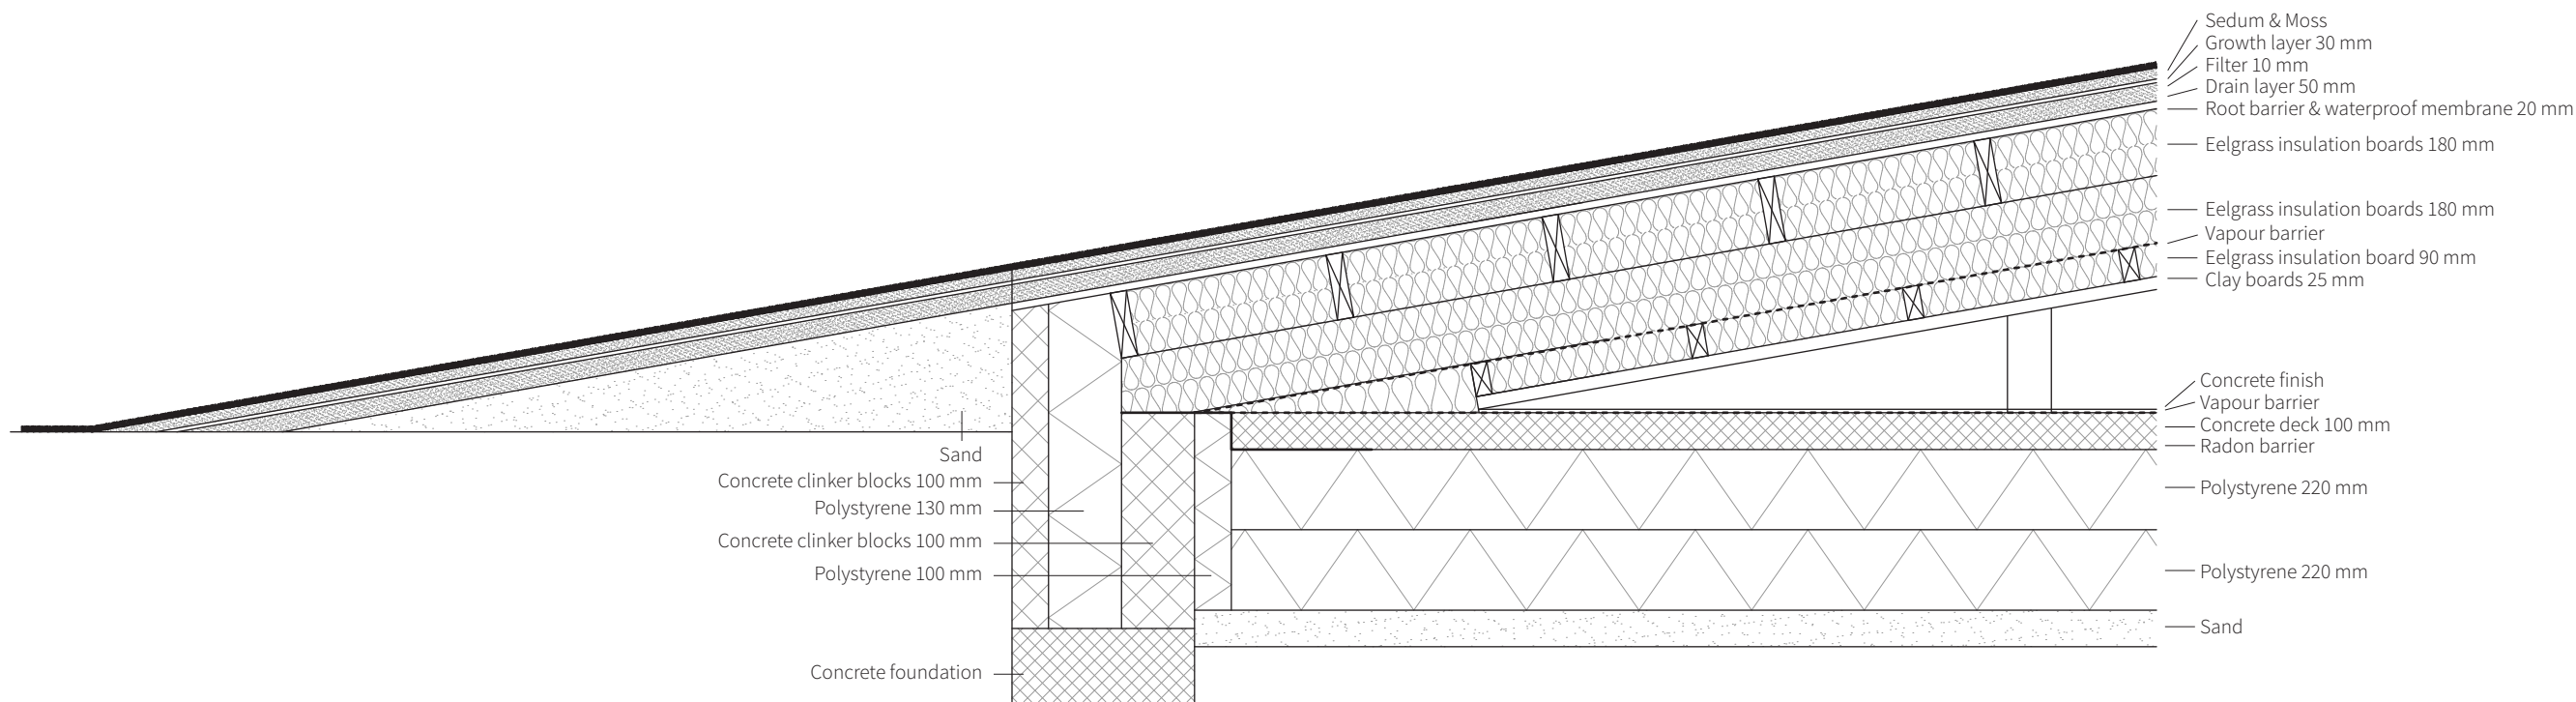 Sedum & Moss
Growth layer 30 mm
Filter 10 mm
Drain layer 50 mm
Root barrier & waterproof membrane 20 mm
Eelgrass insulation boards 180 mm
Eelgrass insulation boards 180 mm
Vapour barrier
Eelgrass insulation board 90 mm
Clay boards 25 mm
Concrete finish
Vapour barrier
Concrete deck 100 mm
Radon barrier
Polystyrene 220 mm
Polystyrene 220 mm
Sand
Sand
Concrete clinker blocks 100 mm
Polystyrene 130 mm
Concrete clinker blocks 100 mm
Polystyrene 100 mm
Concrete foundation